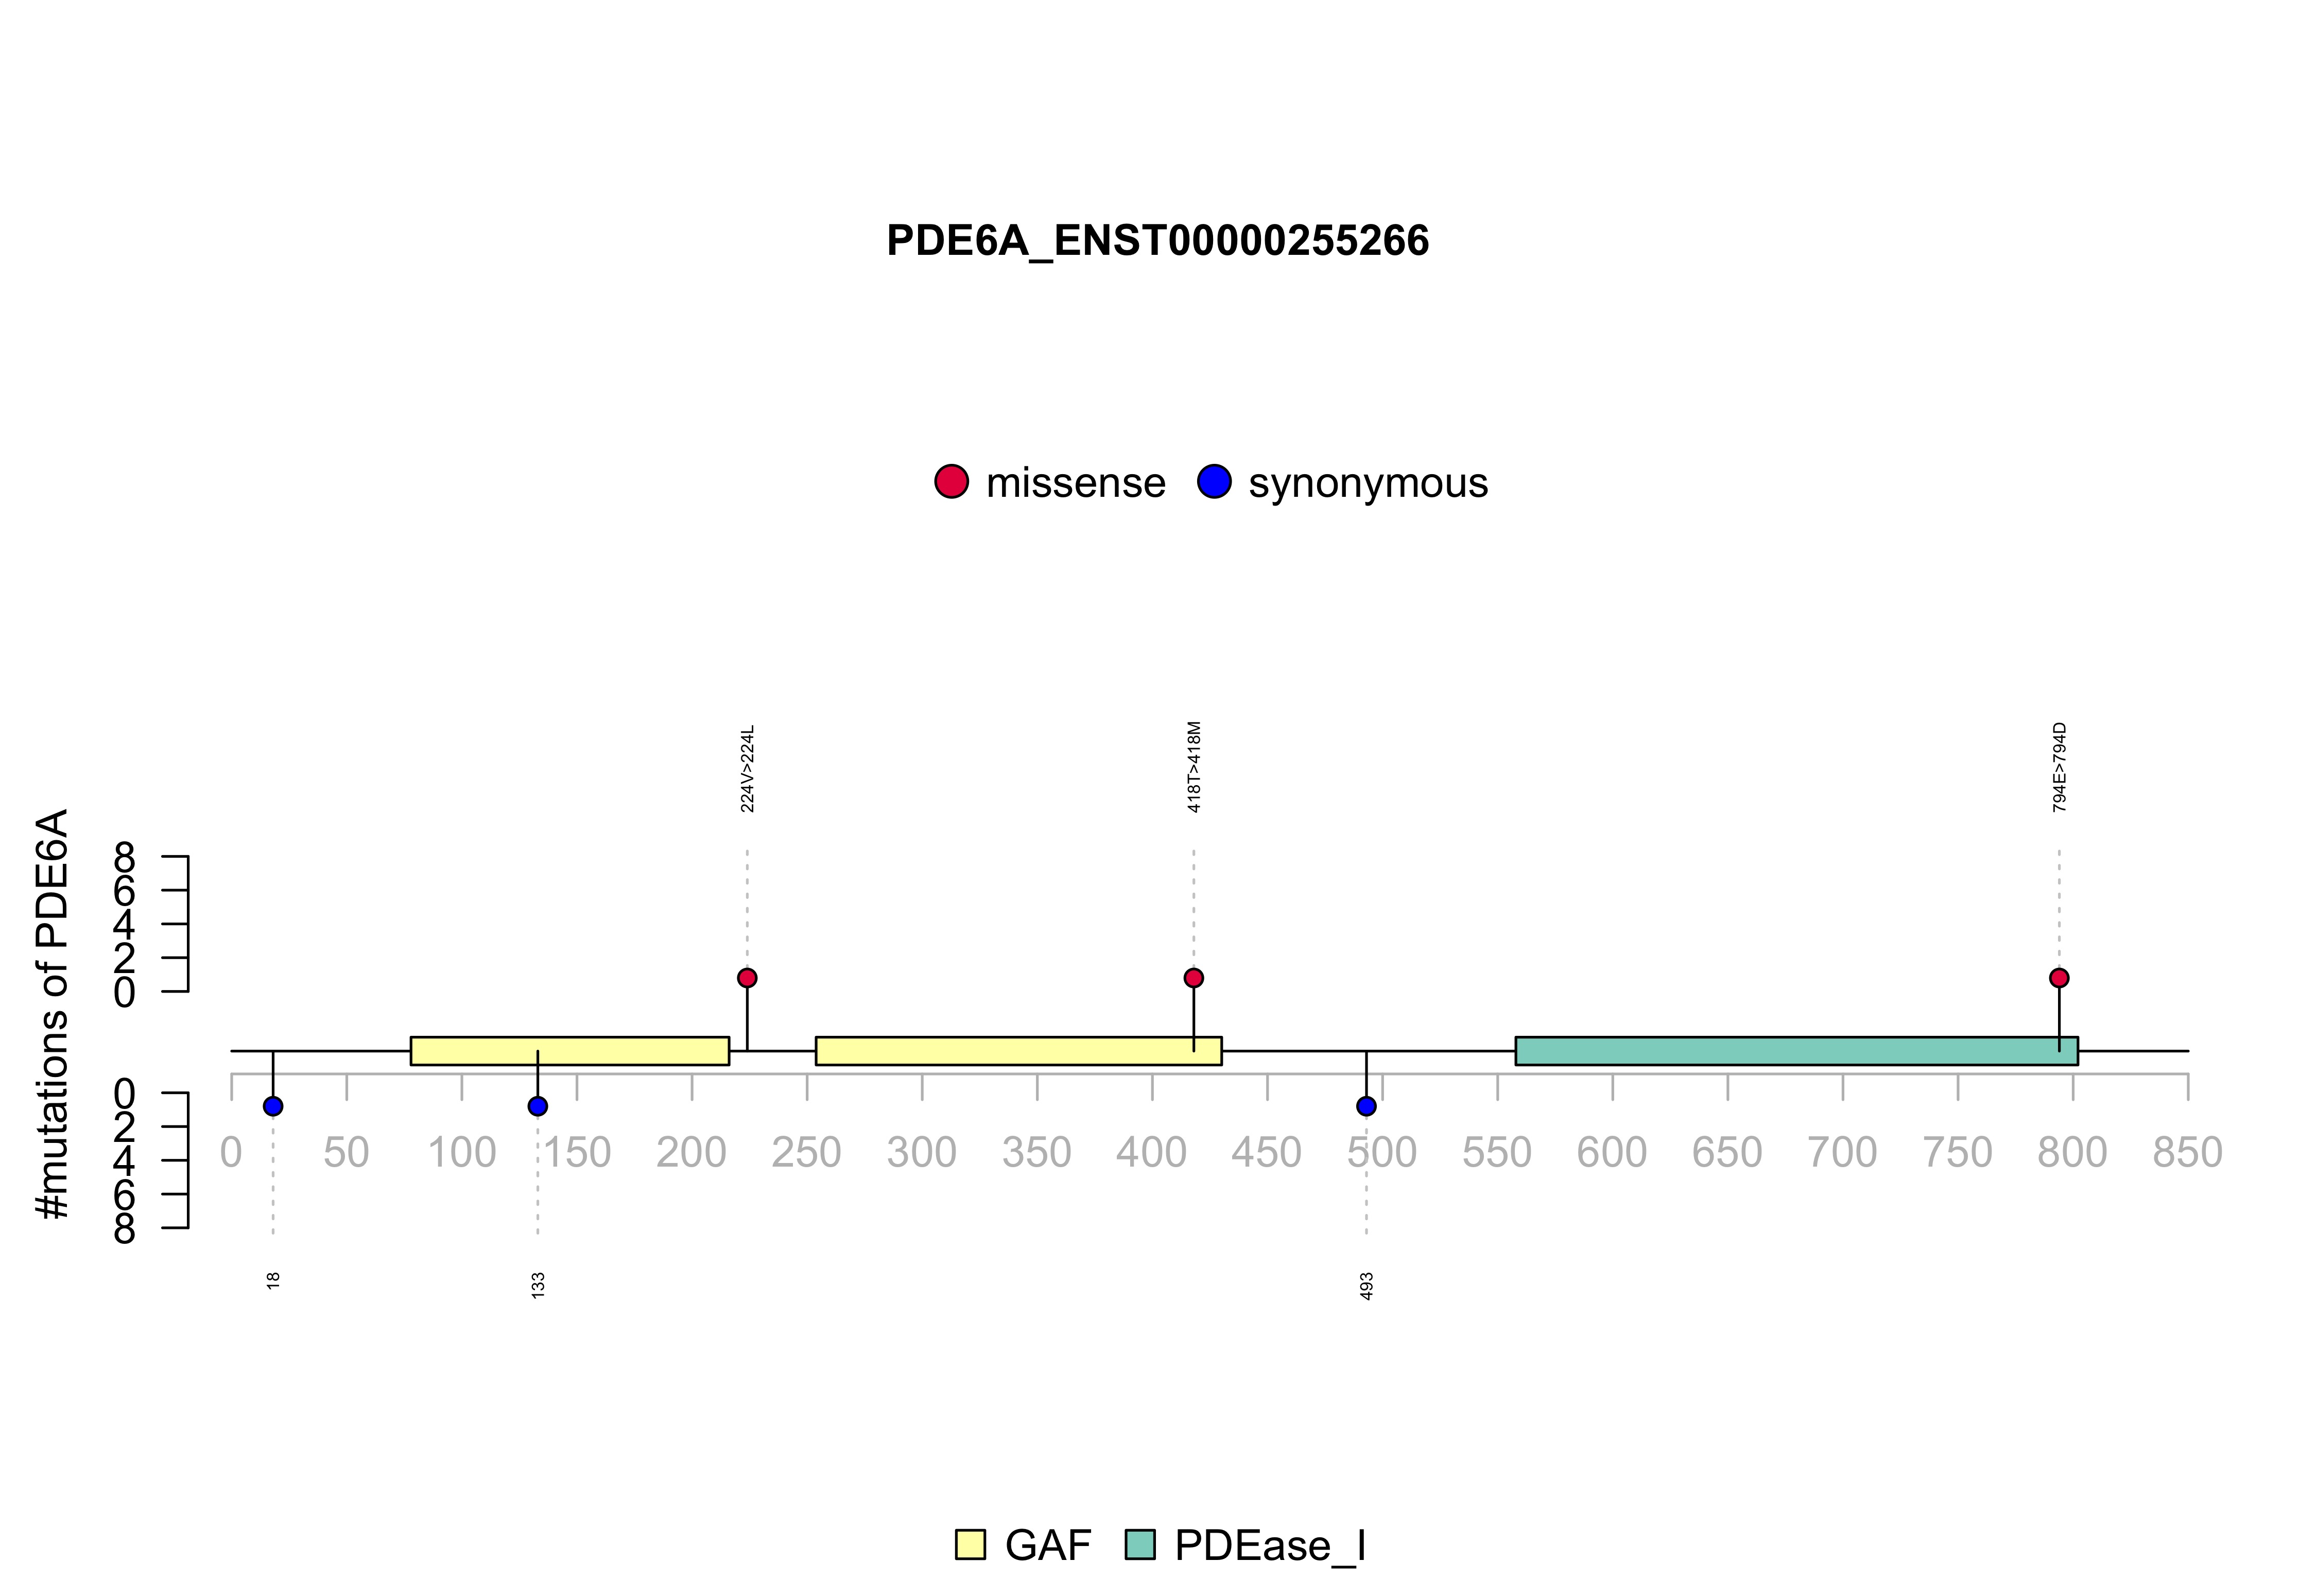 PDE6A_ENST00000255266
missense synonymous
224V>224L 418T>418M 794E>794D
#mutations of PDE6A
8
6
4
2
0
0
2
4
6
8
0 50 100 150 200 250 300 350 400 450 500 550 600 650 700 750 800 850
18 133 493
GAF PDEase_I